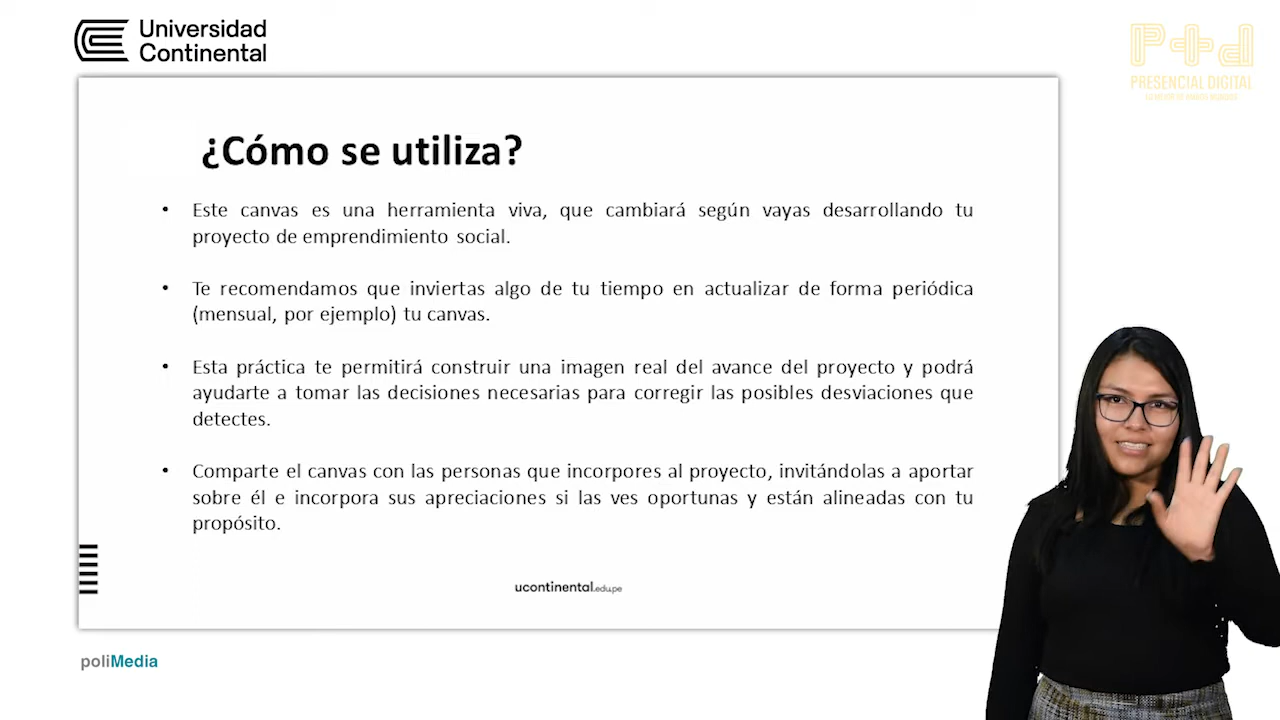 Universidad
Continental
P+d
PRESENCIAL DIGITAL
¿Cómo se utiliza?
• Este canvas es una herramienta viva, que cambiará según vayas desarrollando tu
proyecto de emprendimiento social.
• Te recomendamos que inviertas algo de tu tiempo en actualizar de forma periódica
(mensual, por ejemplo) tu canvas.
• Esta práctica te permitirá construir una imagen real del avance del proyecto y podrá
ayudarte a tomar las decisiones necesarias para corregir las posibles desviaciones que
detectes.
• Comparte el canvas con las personas que incorpores al proyecto, invitándolas a aportar
sobre él e incorpora sus apreciaciones si las ves oportunas y están alineadas con tu
propósito.
ucontinental.edu.pe
poliMedia